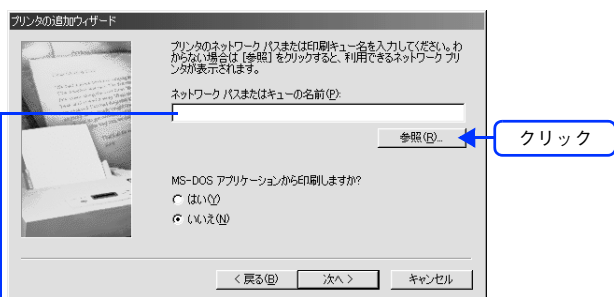 プリンタの追加ウィザード
プリンタのネットワーク パスまたは印刷キュー名を入力してください。わ
からない場合は [参照] をクリックすると、利用できるネットワーク プリ
ンタが表示されます。
ネットワーク パスまたはキューの名前(P):
参照(R)...
クリック
MS-DOS アプリケーションから印刷しますか?
はい(Y)
いいえ(N)
< 戻る(B)
次へ >
キャンセル